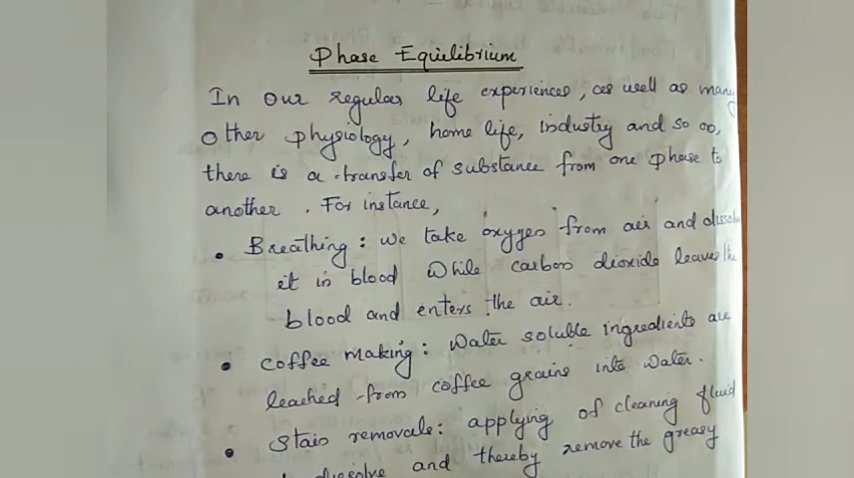 Phase Equilibrium
In our regular life experiences, as well as many
other physiology, home life, industry and so on,
there is a transfer of substance from one phase to
another. For instance,
• Breathing: we take oxygen from air and dissolve
it in blood while carbon dioxide leaves the
blood and enters the air.
• coffee making: water soluble ingredients are
leached from coffee grains into water.
• Stain removals: applying of cleaning fluid
dissolve and thereby remove the greasy